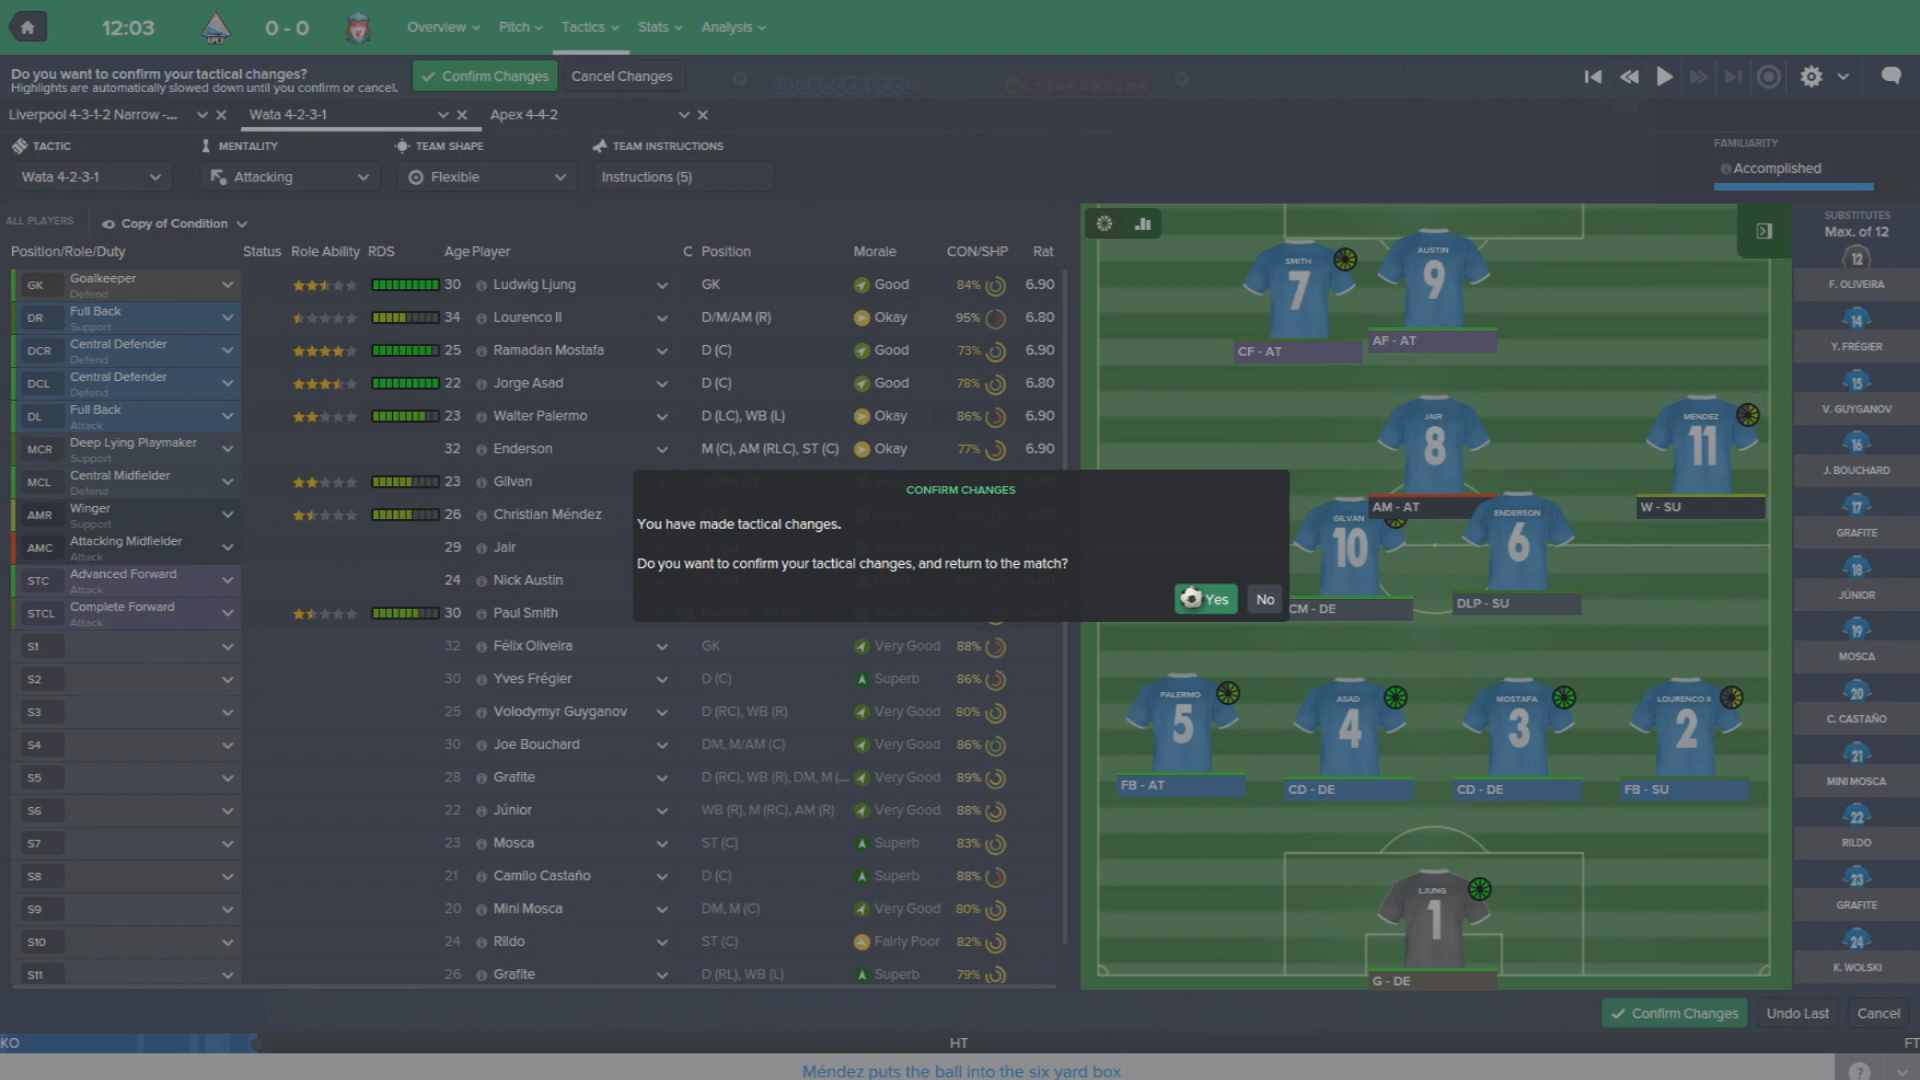 12:03
0 - 0
Overview
Pitch
Tactics
Stats
Analysis
Do you want to confirm your tactical changes?
Highlights are automatically slowed down until you confirm or cancel.
Confirm Changes
Cancel Changes
Liverpool 4-3-1-2 Narrow -...
Wata 4-2-3-1
Apex 4-4-2
TACTIC
MENTALITY
TEAM SHAPE
TEAM INSTRUCTIONS
FAMILIARITY
Wata 4-2-3-1
Attacking
Flexible
Instructions (5)
Accomplished
ALL PLAYERS
Copy of Condition
Position/Role/Duty Status Role Ability RDS Age Player C Position Morale CON/SHP Rat
GK Goalkeeper Defend 30 Ludwig Ljung GK Good 84% 6.90
DR Full Back Support 34 Lourenco II D/M/AM (R) Okay 95% 6.80
DCR Central Defender Defend 25 Ramadan Mostafa D (C) Good 73% 6.90
DCL Central Defender Defend 22 Jorge Asad D (C) Good 78% 6.80
DL Full Back Attack 23 Walter Palermo D (LC), WB (L) Okay 86% 6.90
MCR Deep Lying Playmaker Support 32 Enderson M (C), AM (RLC), ST (C) Okay 77% 6.90
MCL Central Midfielder Defend 23 Gilvan
AMR Winger Support 26 Christian Méndez
AMC Attacking Midfielder Attack 29 Jair
STC Advanced Forward Attack 24 Nick Austin
STCL Complete Forward Attack 30 Paul Smith
S1 32 Félix Oliveira GK Very Good 88%
S2 30 Yves Frégier D (C) Superb 86%
S3 25 Volodymyr Guyganov D (RC), WB (R) Very Good 80%
S4 30 Joe Bouchard DM, M/AM (C) Very Good 86%
S5 28 Grafite D (RC), WB (R), DM, M (... Very Good 89%
S6 22 Júnior WB (R), M (RC), AM (R) Very Good 88%
S7 23 Mosca ST (C) Superb 83%
S8 21 Camilo Castaño D (C) Superb 88%
S9 20 Mini Mosca DM, M (C) Very Good 80%
S10 24 Rildo ST (C) Fairly Poor 82%
S11 26 Grafite D (RL), WB (L) Superb 79%
CONFIRM CHANGES
You have made tactical changes.
Do you want to confirm your tactical changes, and return to the match?
Yes
No
SMITH
7
CF - AT
AUSTIN
9
AF - AT
JAIR
8
AM - AT
MÉNDEZ
11
W - SU
GILVAN
10
CM - DE
ENDERSON
6
DLP - SU
PALERMO
5
FB - AT
ASAD
4
CD - DE
MOSTAFA
3
CD - DE
LOURENCO II
2
FB - SU
LJUNG
1
G - DE
SUBSTITUTES
Max. of 12
12
F. OLIVEIRA
14
Y. FRÉGIER
15
V. GUYGANOV
16
J. BOUCHARD
17
GRAFITE
18
JÚNIOR
19
MOSCA
20
C. CASTAÑO
21
MINI MOSCA
22
RILDO
23
GRAFITE
24
K. WOLSKI
Confirm Changes
Undo Last
Cancel
KO
HT
FT
Méndez puts the ball into the six yard box
?